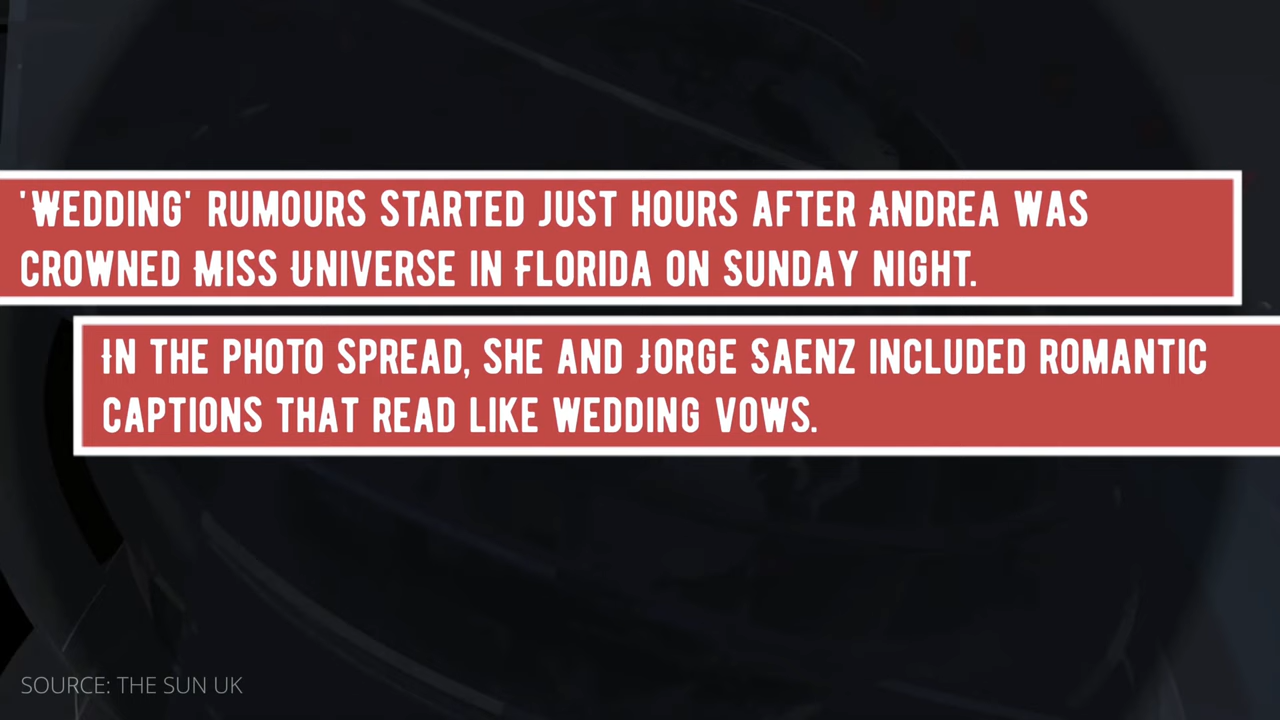 'WEDDING' RUMOURS STARTED JUST HOURS AFTER ANDREA WAS
CROWNED MISS UNIVERSE IN FLORIDA ON SUNDAY NIGHT.
IN THE PHOTO SPREAD, SHE AND JORGE SAENZ INCLUDED ROMANTIC
CAPTIONS THAT READ LIKE WEDDING VOWS.
SOURCE: THE SUN UK